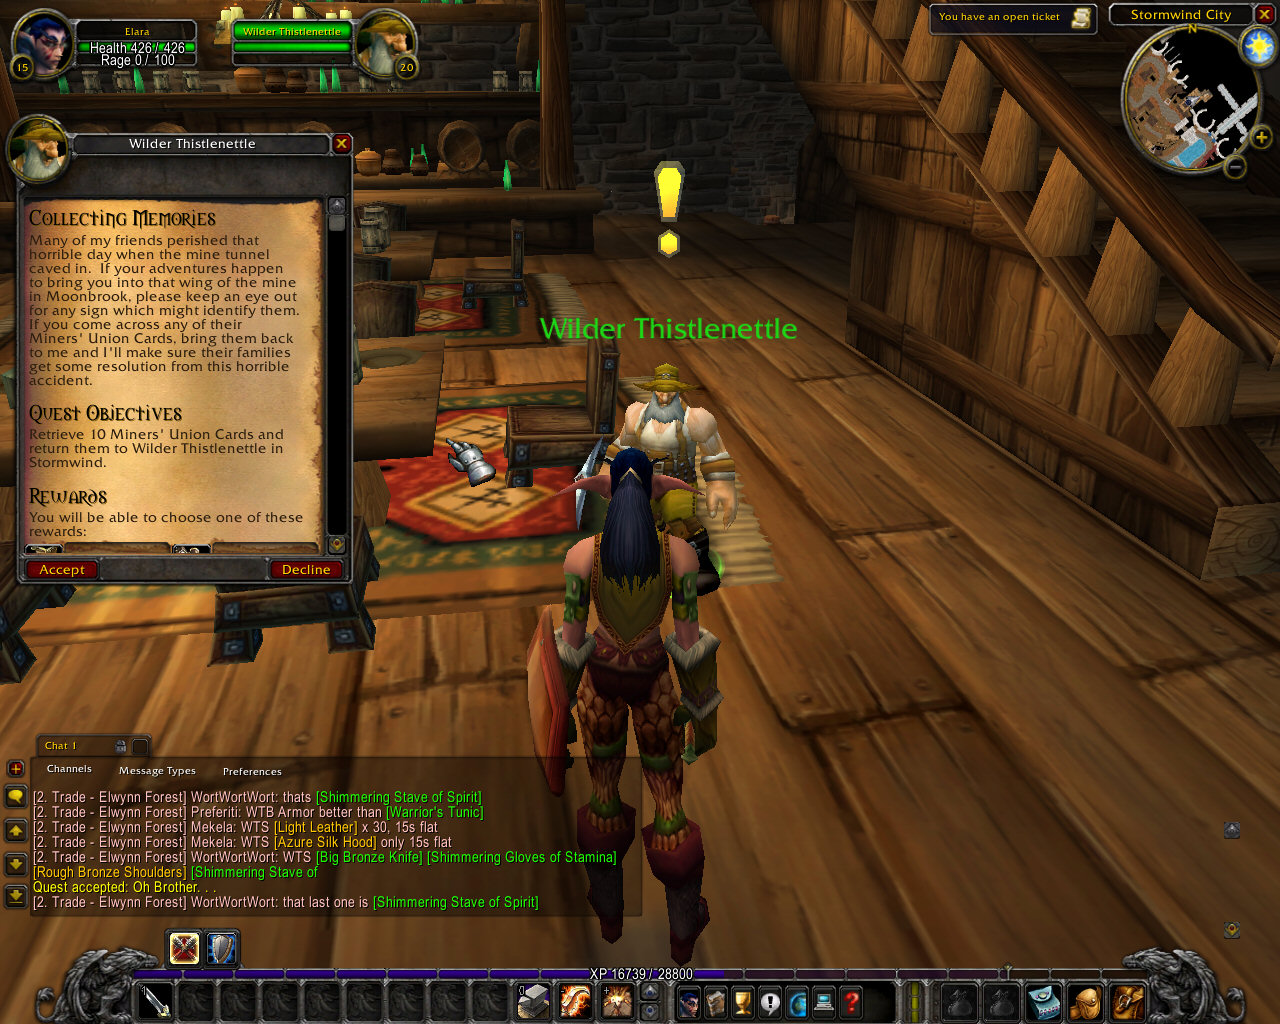 Elara
Health 426 / 426
Rage 0 / 100
15
Wilder Thistlenettle
20
You have an open ticket
Stormwind City
N
Wilder Thistlenettle
Collecting Memories
Many of my friends perished that
horrible day when the mine tunnel
caved in.  If your adventures happen
to bring you into that wing of the mine
in Moonbrook, please keep an eye out
for any sign which might identify them.
If you come across any of their
Miners' Union Cards, bring them back
to me and I'll make sure their families
get some resolution from this horrible
accident.
Quest Objectives
Retrieve 10 Miners' Union Cards and
return them to Wilder Thistlenettle in
Stormwind.
Rewards
You will be able to choose one of these
rewards:
Accept
Decline
Wilder Thistlenettle
Chat 1
Channels
Message Types
Preferences
[2. Trade - Elwynn Forest] WortWortWort: thats [Shimmering Stave of Spirit]
[2. Trade - Elwynn Forest] Preferiti: WTB Armor better than [Warrior's Tunic]
[2. Trade - Elwynn Forest] Mekela: WTS [Light Leather] x 30, 15s flat
[2. Trade - Elwynn Forest] Mekela: WTS [Azure Silk Hood] only 15s flat
[2. Trade - Elwynn Forest] WortWortWort: WTS [Big Bronze Knife] [Shimmering Gloves of Stamina]
[Rough Bronze Shoulders] [Shimmering Stave of
Quest accepted: Oh Brother. . .
[2. Trade - Elwynn Forest] WortWortWort: that last one is [Shimmering Stave of Spirit]
XP 16739 / 28800